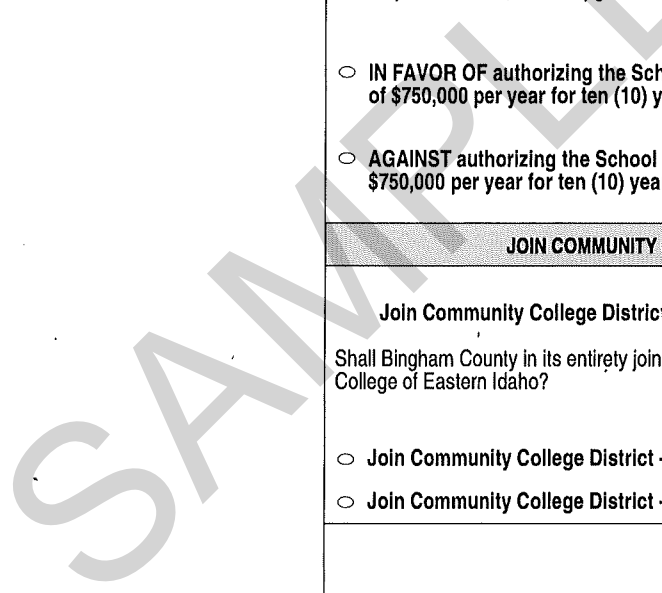 IN FAVOR OF authorizing the Sch
of $750,000 per year for ten (10) y
AGAINST authorizing the School
$750,000 per year for ten (10) yea
JOIN COMMUNITY
Join Community College Distric
Shall Bingham County in its entirety join
College of Eastern Idaho?
Join Community College District -
Join Community College District -
SAMPLE